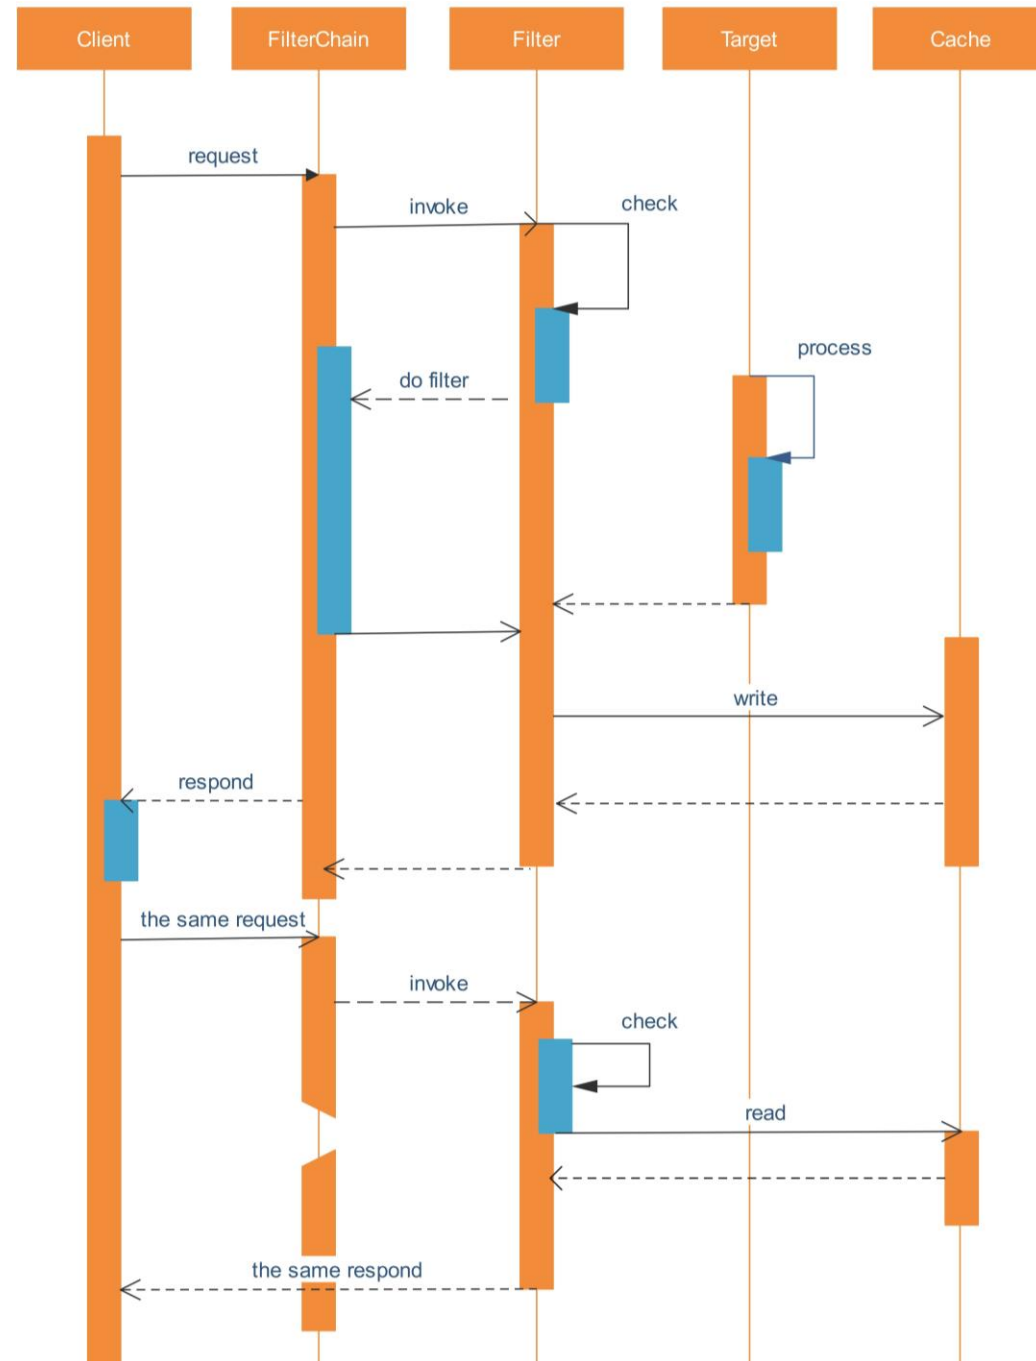 Client
FilterChain
Filter
Target
Cache
request
invoke
check
process
do filter
write
respond
the same request
invoke
check
read
the same respond